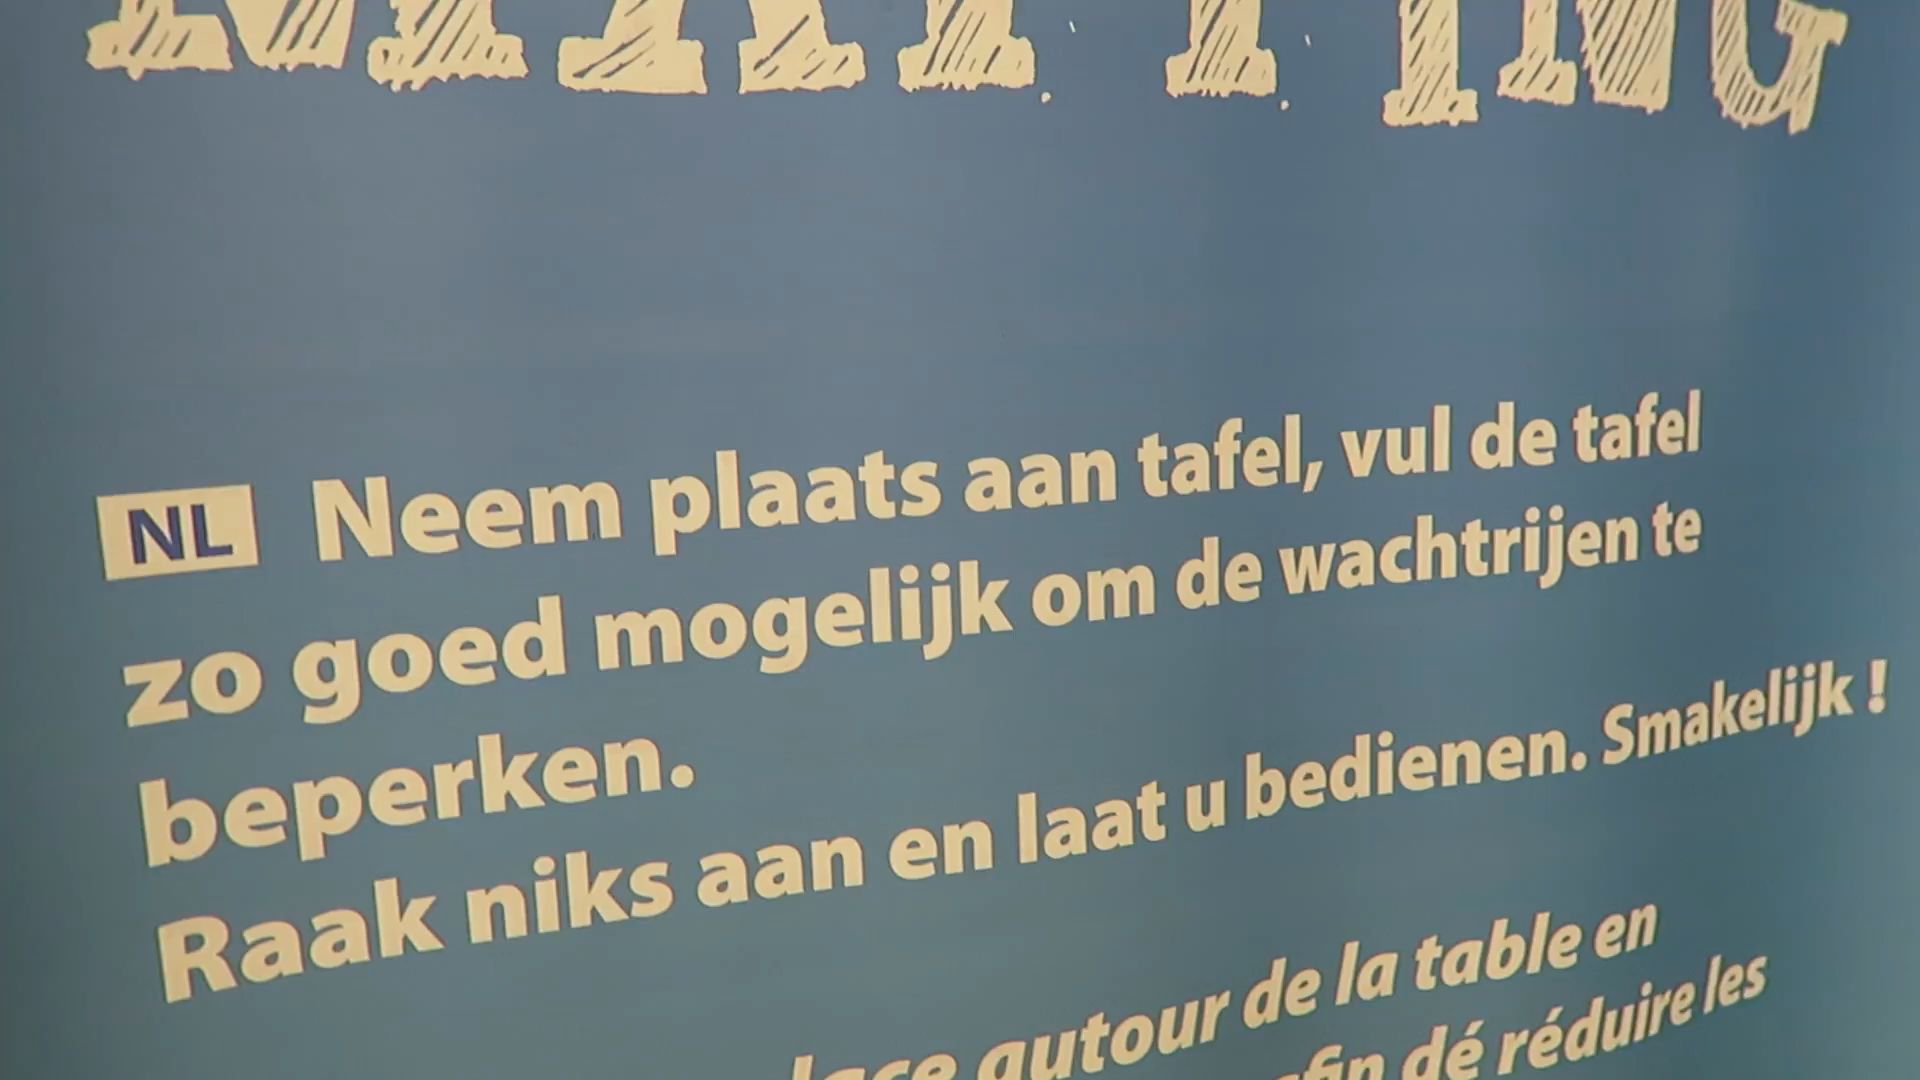 NL Neem plaats aan tafel, vul de tafel
zo goed mogelijk om de wachtrijen te
beperken.
Raak niks aan en laat u bedienen. Smakelijk !
autour de la table en
dé réduire les